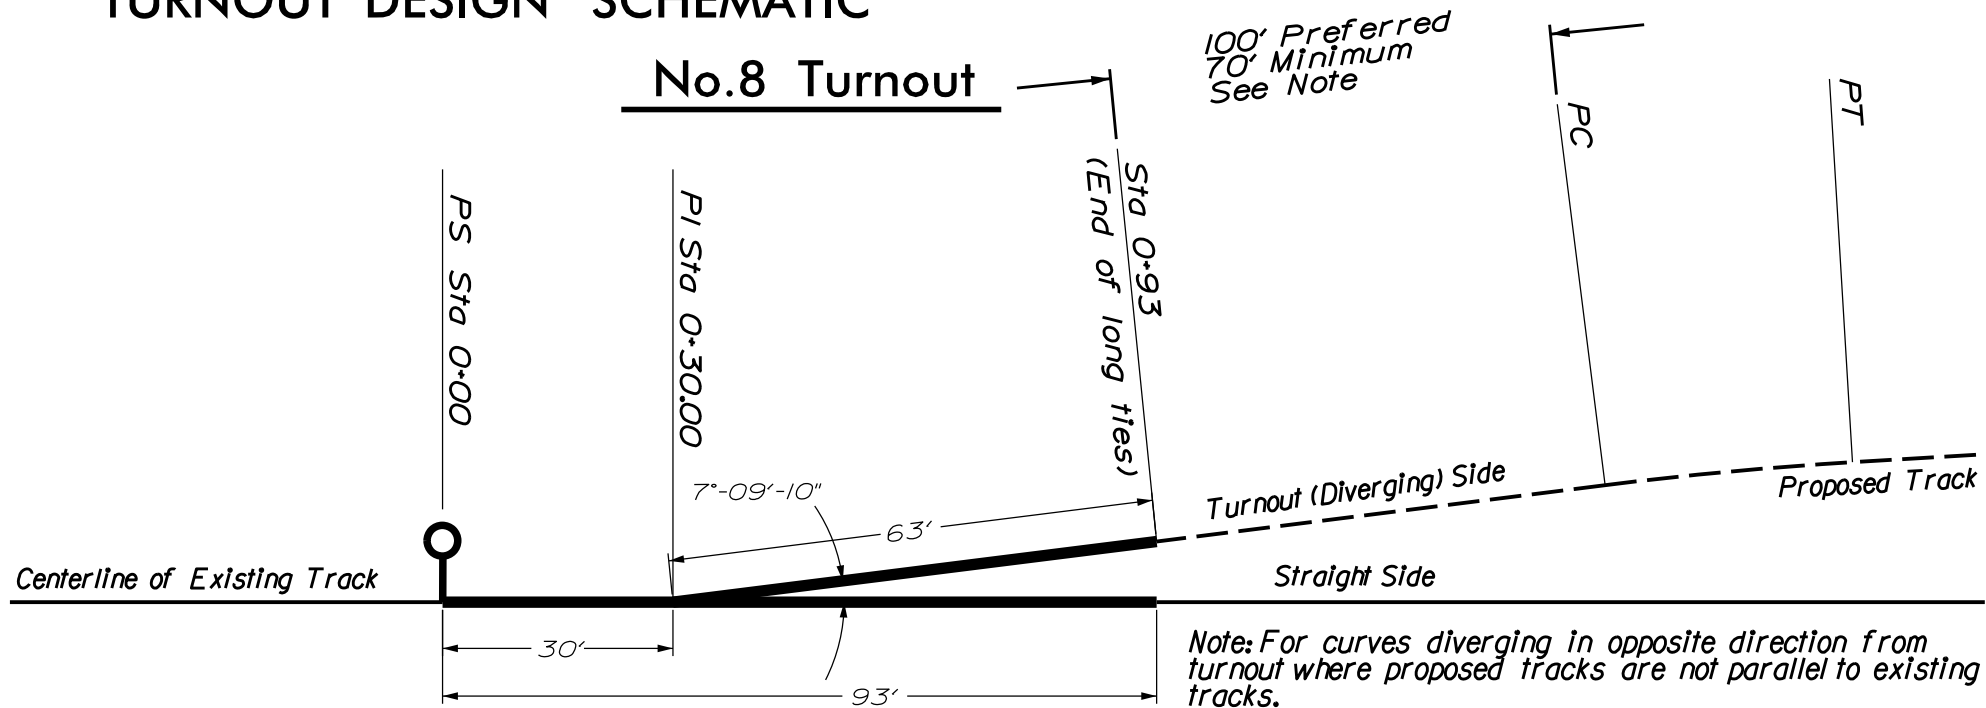 TURNOUT DESIGN SCHEMATIC
No.8 Turnout
100' Preferred
70' Minimum
See Note
PC
PT
PS Sta 0+00
PI Sta 0+30.00
Sta 0+93
(End of long ties)
7°-09'-10"
63'
Turnout (Diverging) Side
Proposed Track
Centerline of Existing Track
Straight Side
30'
93'
Note: For curves diverging in opposite direction from
turnout where proposed tracks are not parallel to existing
tracks.